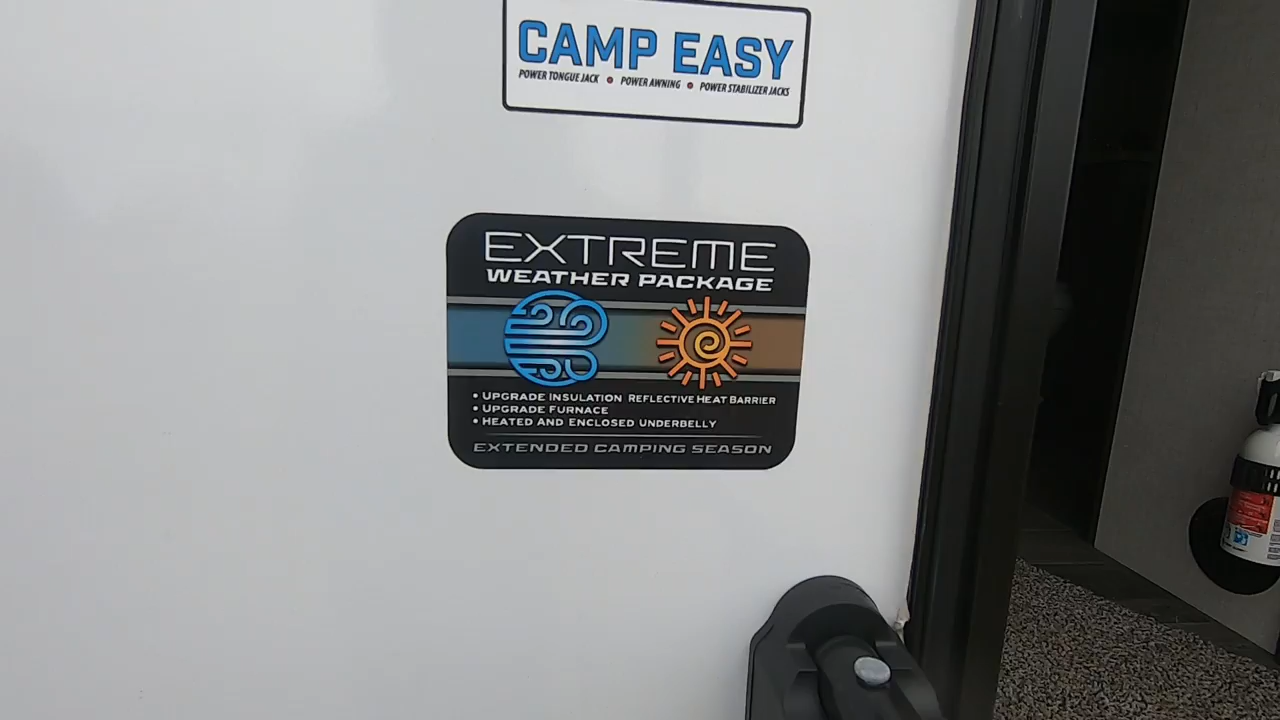 CAMP EASY
POWER TONGUE JACK • POWER AWNING • POWER STABILIZER JACKS
EXTREME
WEATHER PACKAGE
• UPGRADE INSULATION REFLECTIVE HEAT BARRIER
• UPGRADE FURNACE
• HEATED AND ENCLOSED UNDERBELLY
EXTENDED CAMPING SEASON